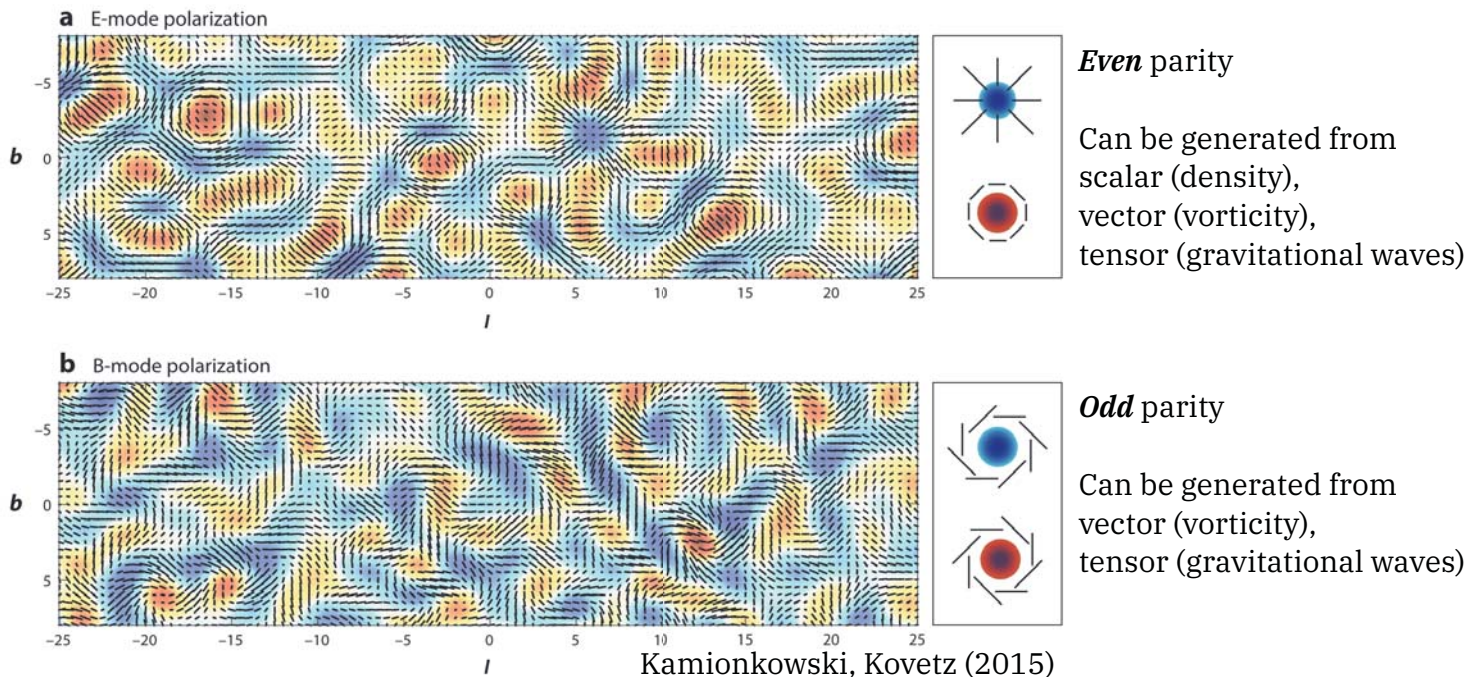 a E-mode polarization
-5
0
5
b
-25 -20 -15 -10 -5 0 5 10 15 20 25
l
Even parity
Can be generated from
scalar (density),
vector (vorticity),
tensor (gravitational waves)
b B-mode polarization
-5
0
5
b
-25 -20 -15 -10 -5 0 5 10 15 20 25
l
Odd parity
Can be generated from
vector (vorticity),
tensor (gravitational waves)
Kamionkowski, Kovetz (2015)